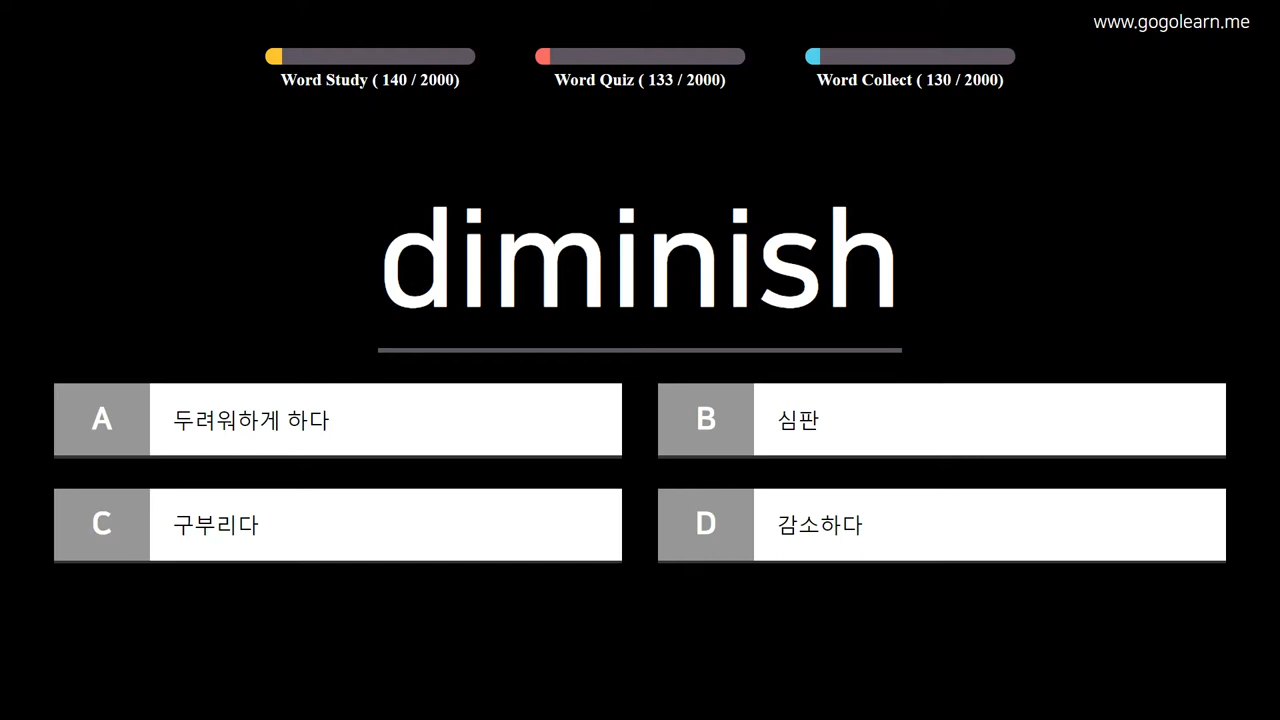 www.gogolearn.me
Word Study ( 140 / 2000)
Word Quiz ( 133 / 2000)
Word Collect ( 130 / 2000)
diminish
A 두려워하게 하다
B 심판
C 구부리다
D 감소하다